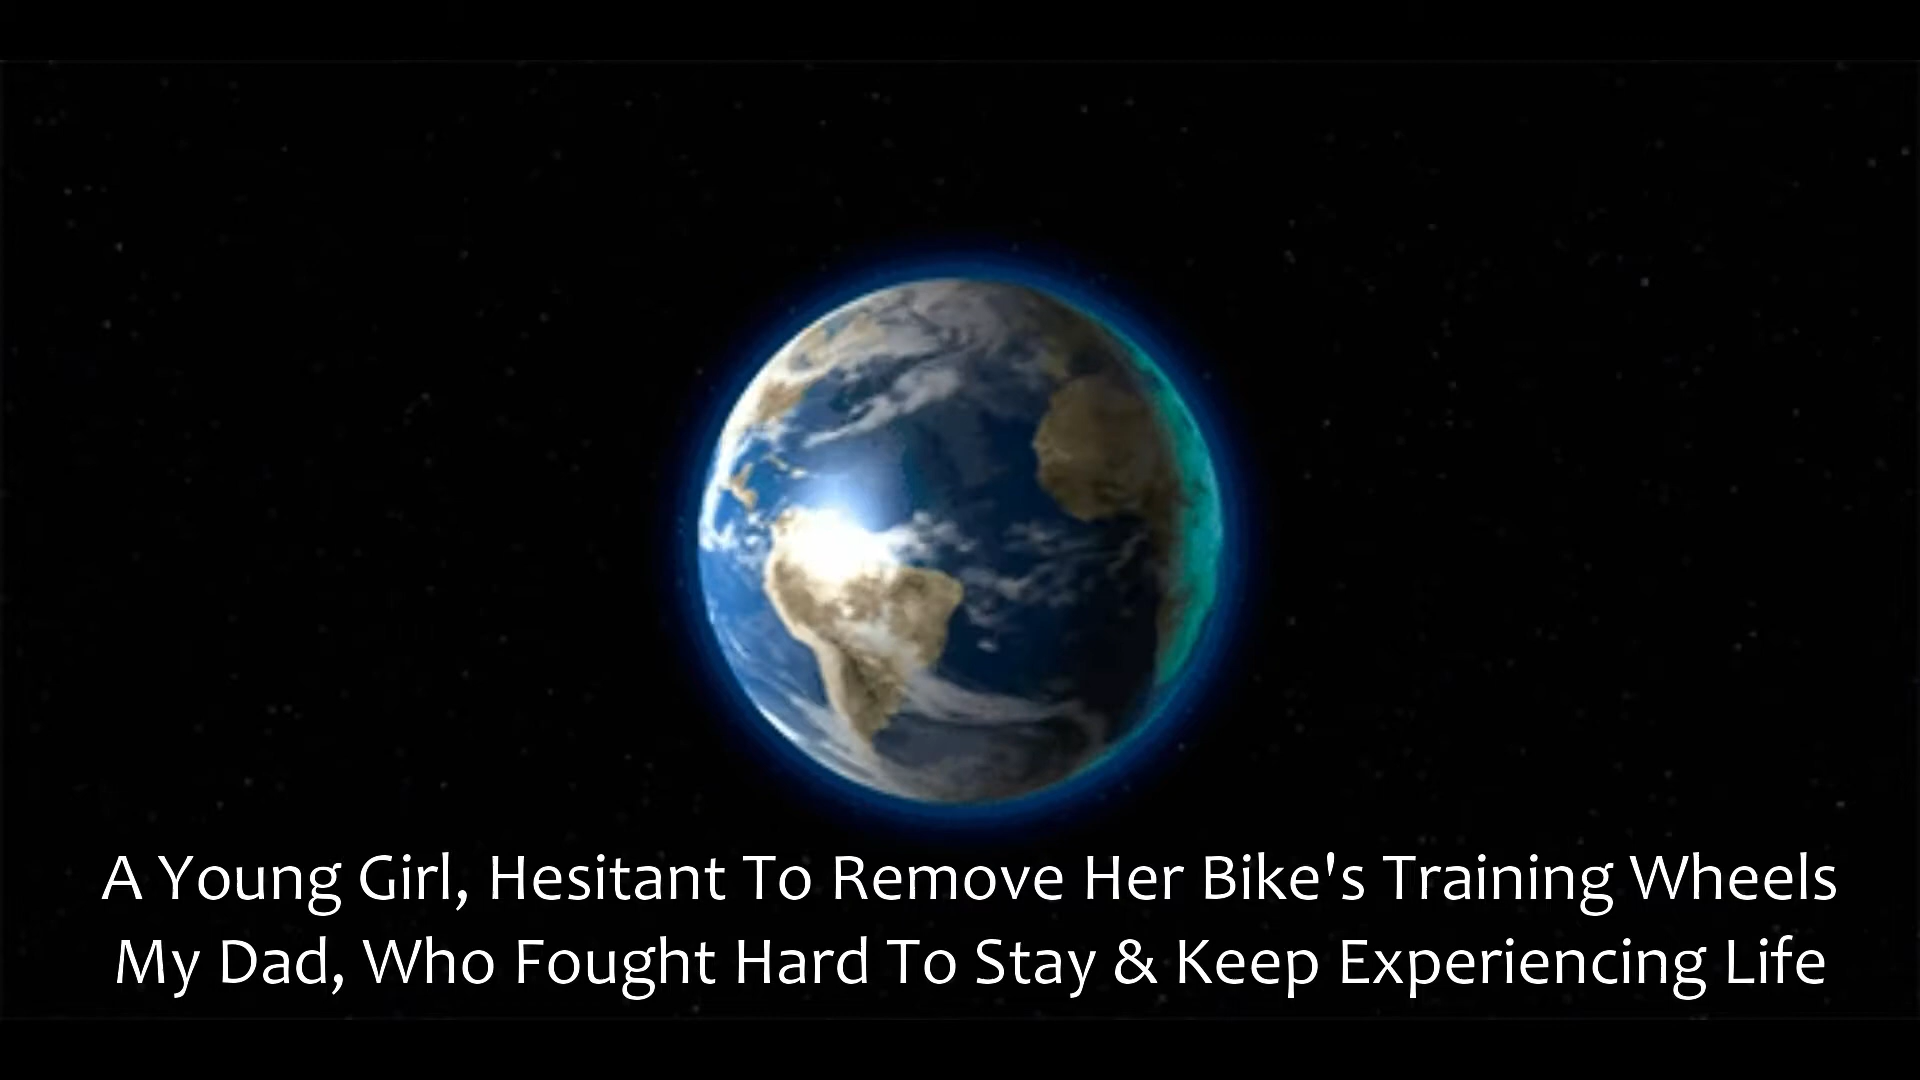 A Young Girl, Hesitant To Remove Her Bike's Training Wheels
My Dad, Who Fought Hard To Stay & Keep Experiencing Life